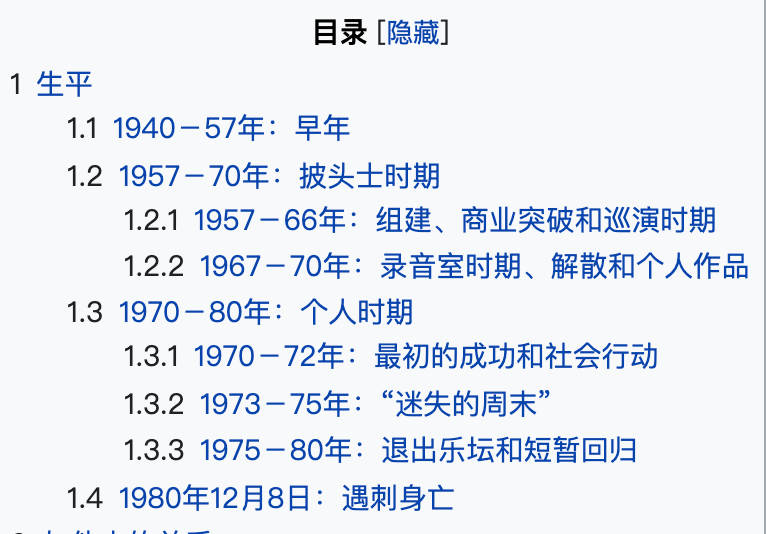 目录 [隐藏]
1 生平
1.1 1940－57年：早年
1.2 1957－70年：披头士时期
1.2.1 1957－66年：组建、商业突破和巡演时期
1.2.2 1967－70年：录音室时期、解散和个人作品
1.3 1970－80年：个人时期
1.3.1 1970－72年：最初的成功和社会行动
1.3.2 1973－75年：“迷失的周末”
1.3.3 1975－80年：退出乐坛和短暂回归
1.4 1980年12月8日：遇刺身亡